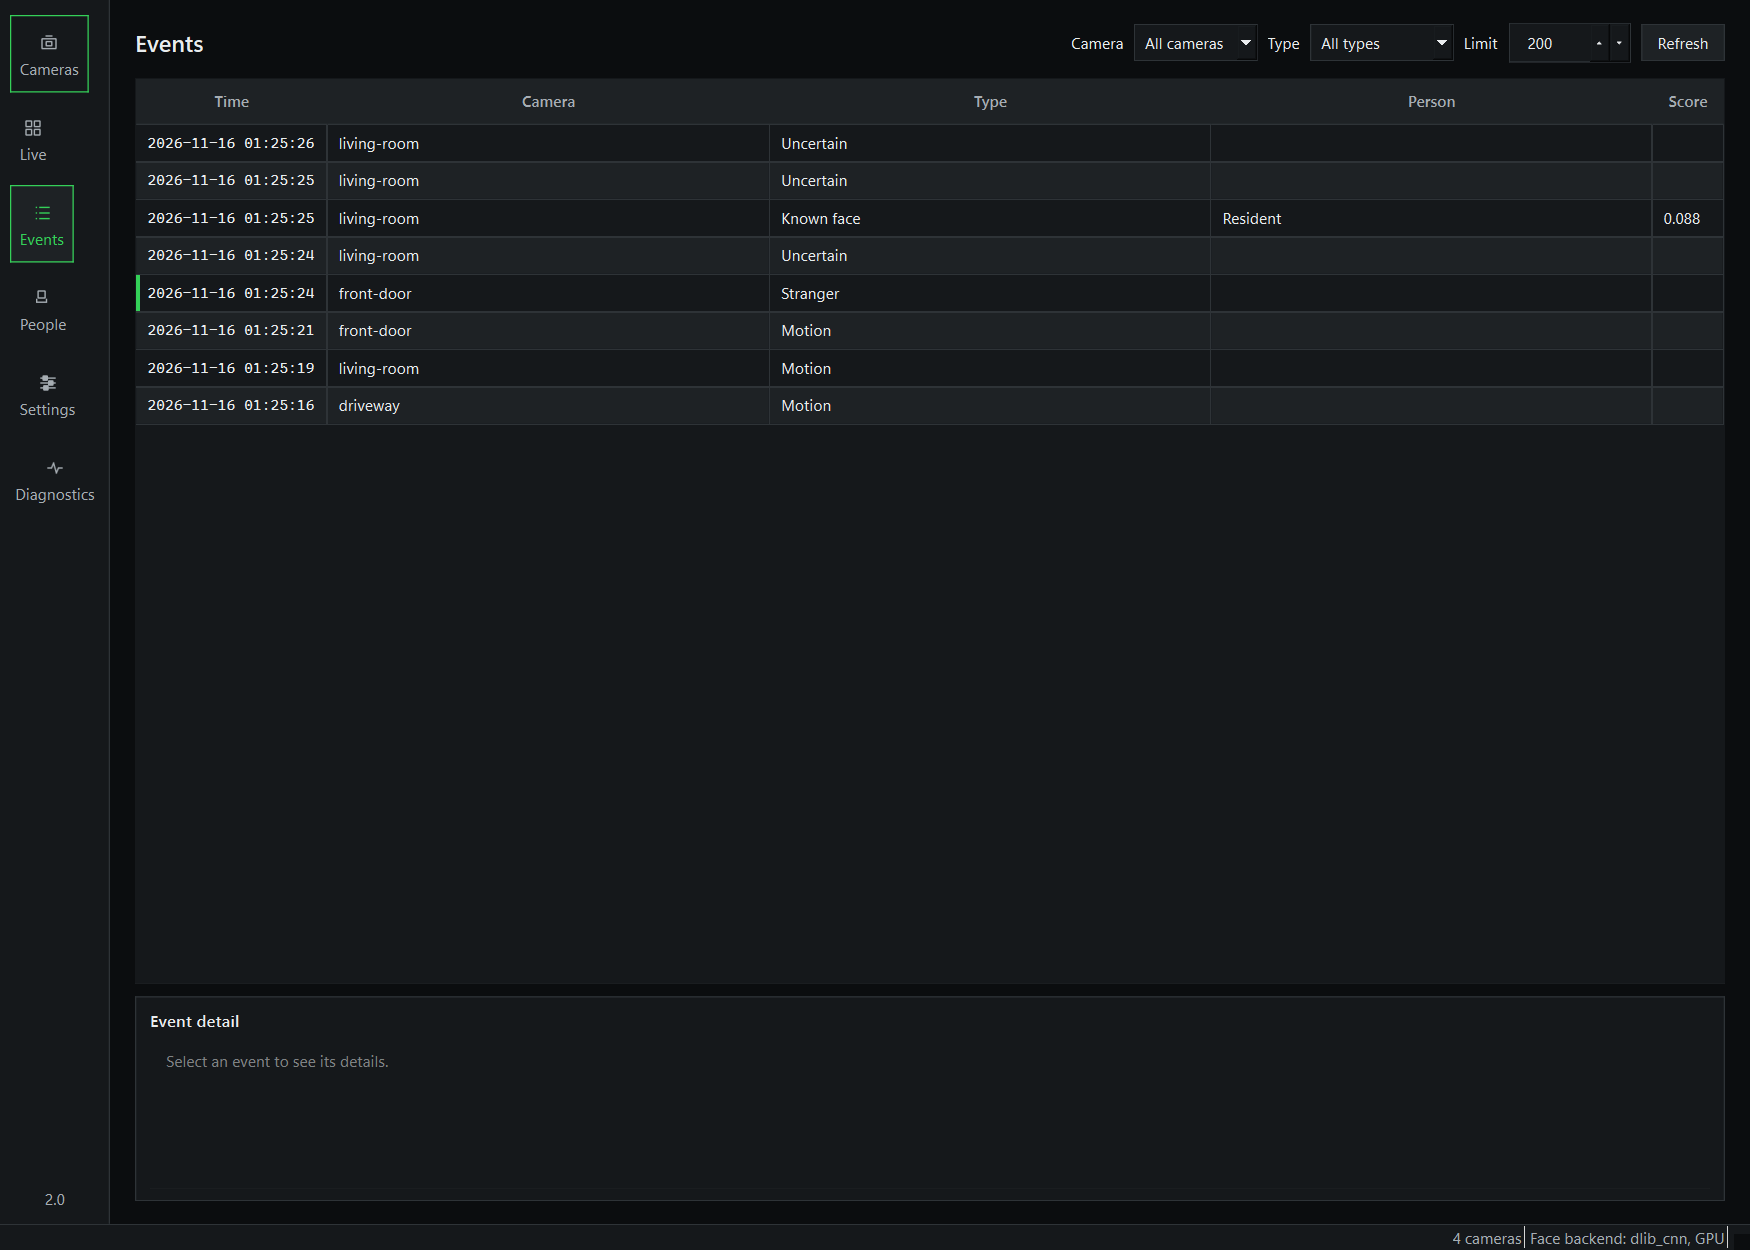 Cameras
Live
Events
People
Settings
Diagnostics
2.0
Events
Camera All cameras Type All types Limit 200 Refresh
Time Camera Type Person Score
2026-11-16 01:25:26 living-room Uncertain
2026-11-16 01:25:25 living-room Uncertain
2026-11-16 01:25:25 living-room Known face Resident 0.088
2026-11-16 01:25:24 living-room Uncertain
2026-11-16 01:25:24 front-door Stranger
2026-11-16 01:25:21 front-door Motion
2026-11-16 01:25:19 living-room Motion
2026-11-16 01:25:16 driveway Motion
Event detail
Select an event to see its details.
4 cameras Face backend: dlib_cnn, GPU